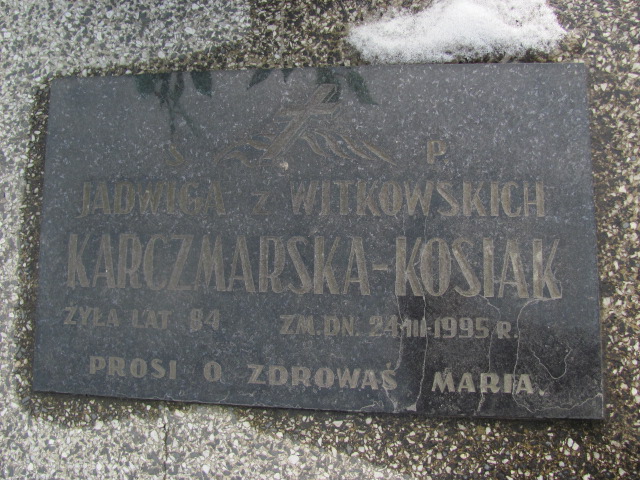 Ś P
JADWIGA z WITKOWSKICH
KARCZMARSKA-KOSIAK
ŻYŁA LAT 84. ZM. DN. 24-III-1995 R.
PROSI O ZDROWAŚ MARIA.